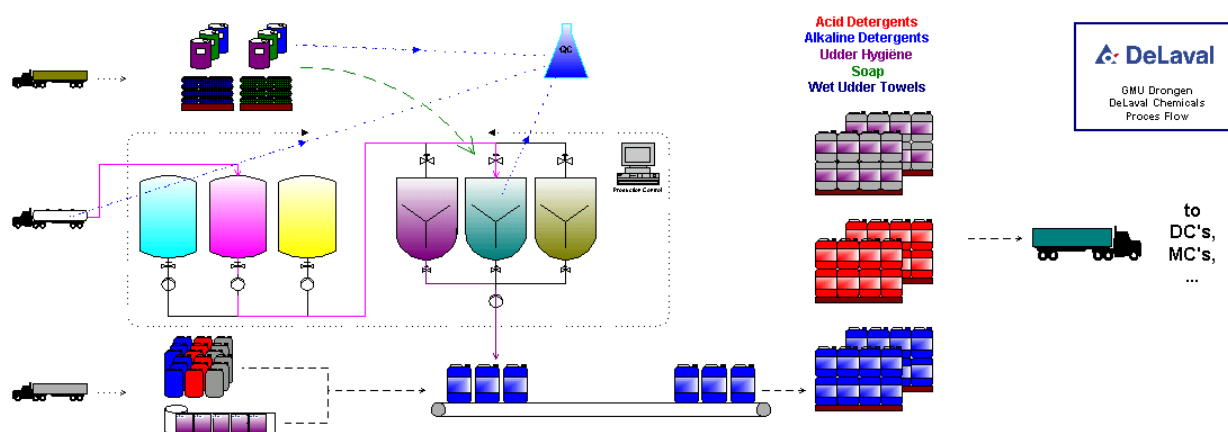 QC
Acid Detergents
Alkaline Detergents
Udder Hygiëne
Soap
Wet Udder Towels
DeLaval
GMU Drongen
DeLaval Chemicals
Proces Flow
Production Control
to
DC's,
MC's,
...